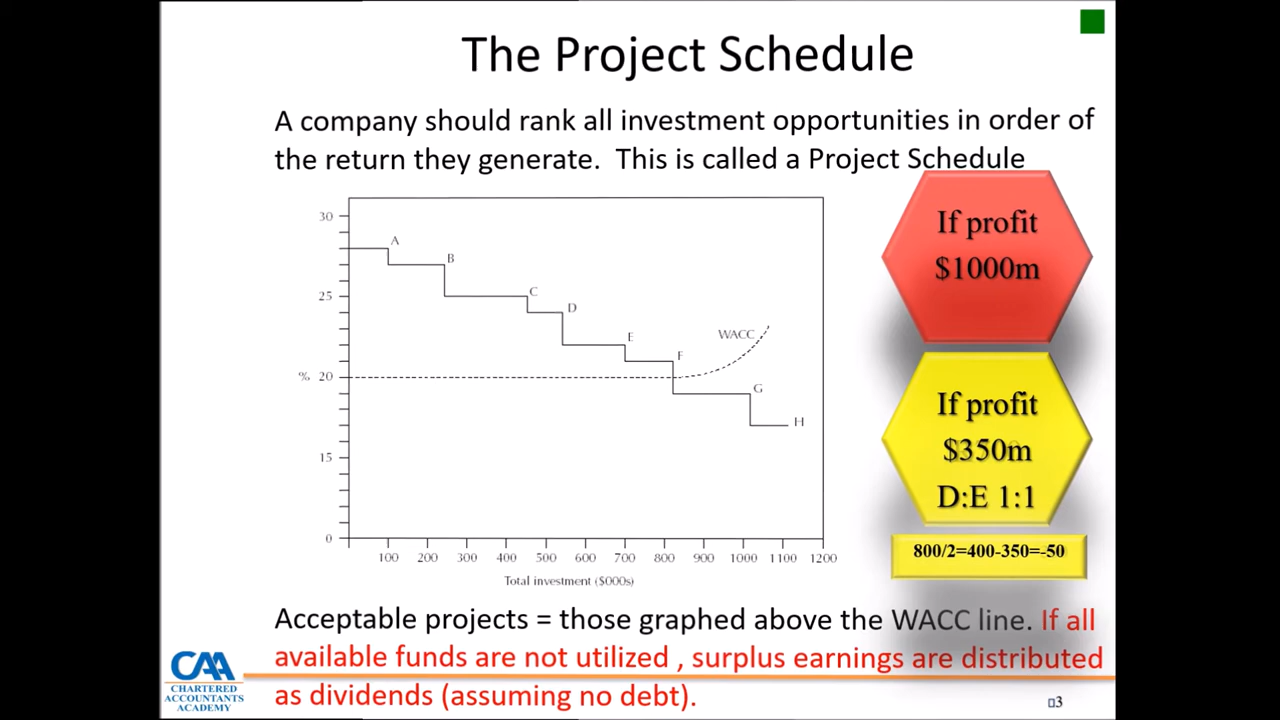 The Project Schedule
A company should rank all investment opportunities in order of
the return they generate.  This is called a Project Schedule
30
25
% 20
15
0
A
B
C
D
E
F
G
H
WACC
100 200 300 400 500 600 700 800 900 1000 1100 1200
Total investment ($000s)
If profit
$1000m
If profit
$350m
D:E 1:1
800/2=400-350=-50
Acceptable projects = those graphed above the WACC line. If all
available funds are not utilized , surplus earnings are distributed
as dividends (assuming no debt).
CAA
CHARTERED
ACCOUNTANTS
ACADEMY
3